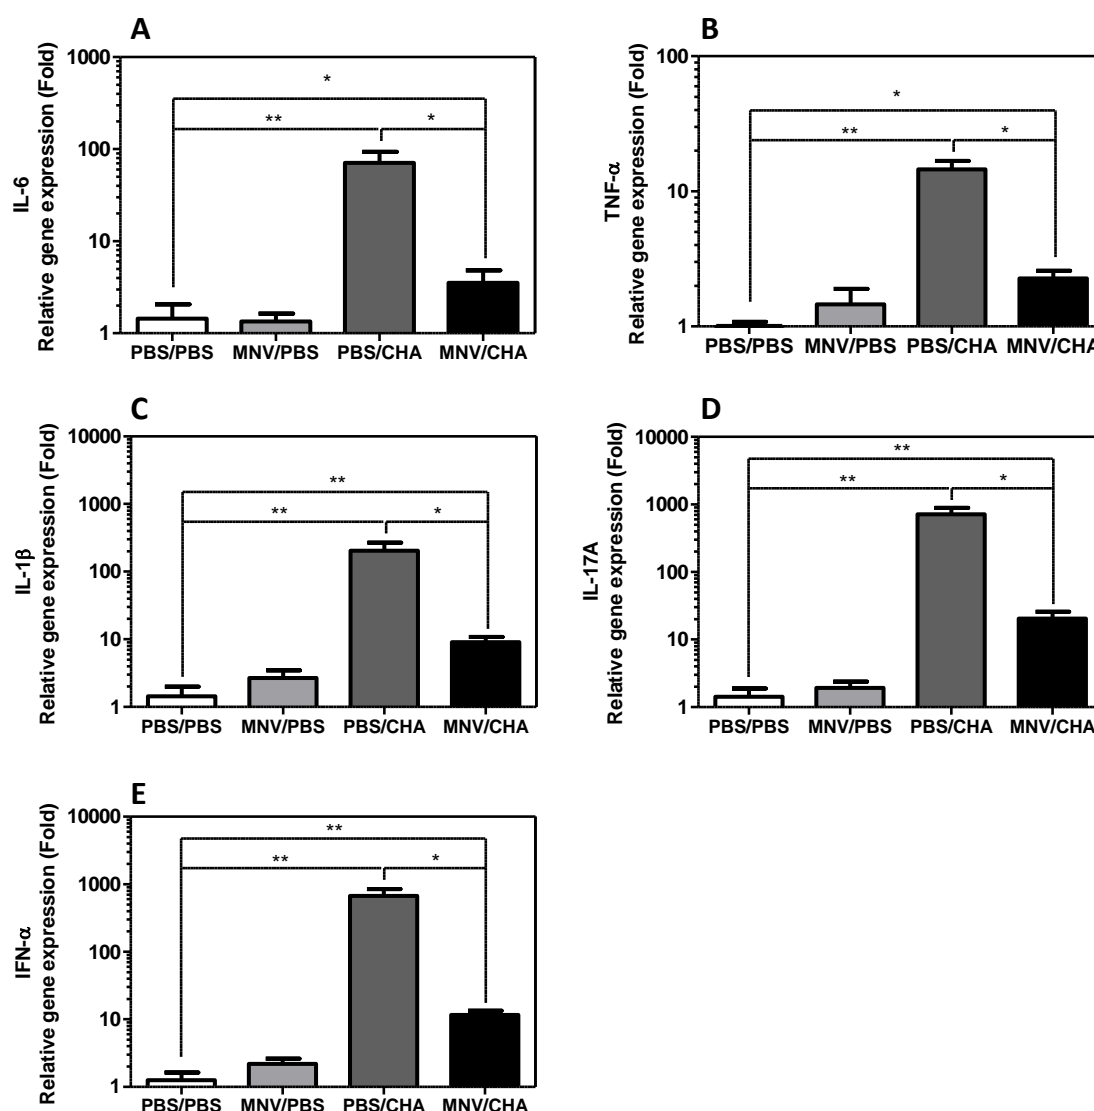 A
IL-6
Relative gene expression (Fold)
1000
100
10
1
*
**
*
PBS/PBS
MNV/PBS
PBS/CHA
MNV/CHA
B
TNF-α
Relative gene expression (Fold)
100
10
1
*
**
*
PBS/PBS
MNV/PBS
PBS/CHA
MNV/CHA
C
IL-1β
Relative gene expression (Fold)
10000
1000
100
10
1
**
**
*
PBS/PBS
MNV/PBS
PBS/CHA
MNV/CHA
D
IL-17A
Relative gene expression (Fold)
10000
1000
100
10
1
**
**
*
PBS/PBS
MNV/PBS
PBS/CHA
MNV/CHA
E
IFN-α
Relative gene expression (Fold)
10000
1000
100
10
1
**
**
*
PBS/PBS
MNV/PBS
PBS/CHA
MNV/CHA